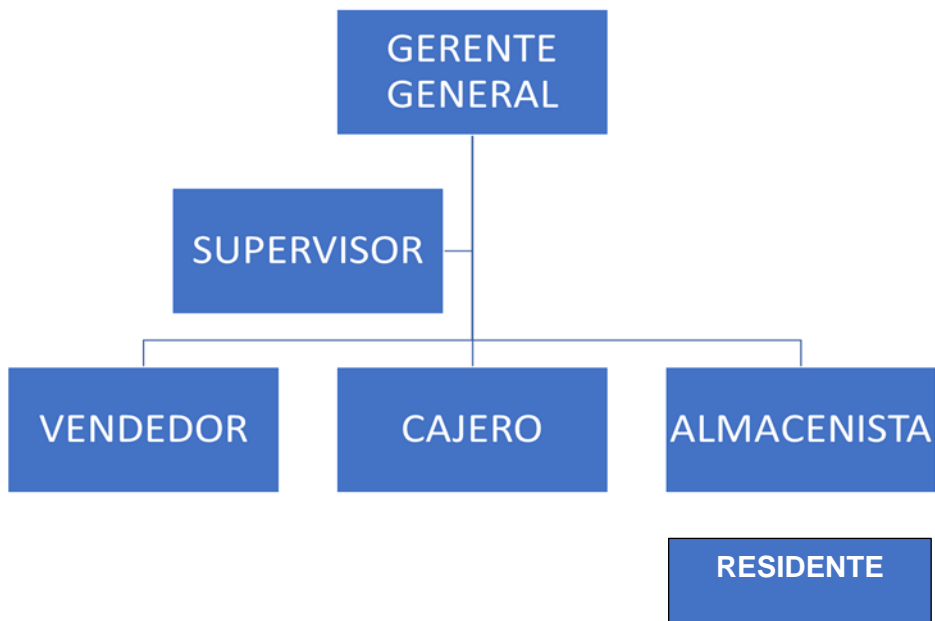 GERENTE
GENERAL
SUPERVISOR
VENDEDOR
CAJERO
ALMACENISTA
RESIDENTE